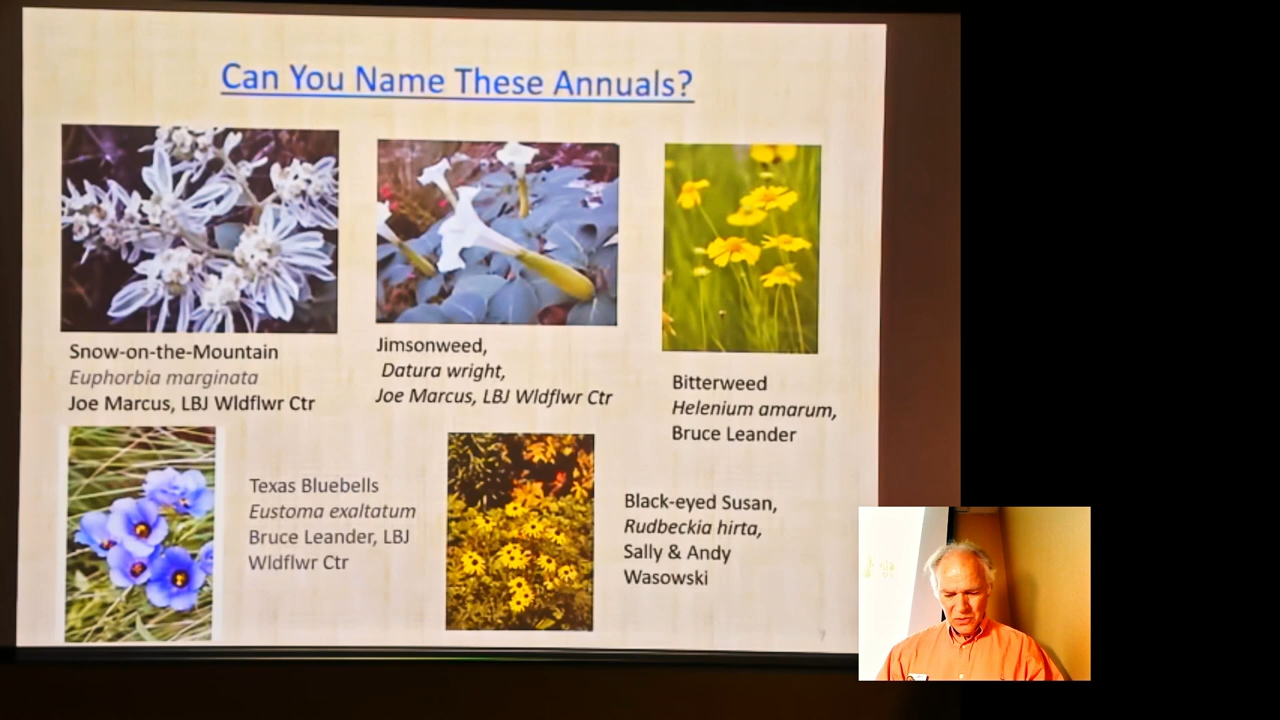 Can You Name These Annuals?
Snow-on-the-Mountain
Euphorbia marginata
Joe Marcus, LBJ Wldflwr Ctr
Jimsonweed,
Datura wright,
Joe Marcus, LBJ Wldflwr Ctr
Bitterweed
Helenium amarum,
Bruce Leander
Texas Bluebells
Eustoma exaltatum
Bruce Leander, LBJ
Wldflwr Ctr
Black-eyed Susan,
Rudbeckia hirta,
Sally & Andy
Wasowski
7